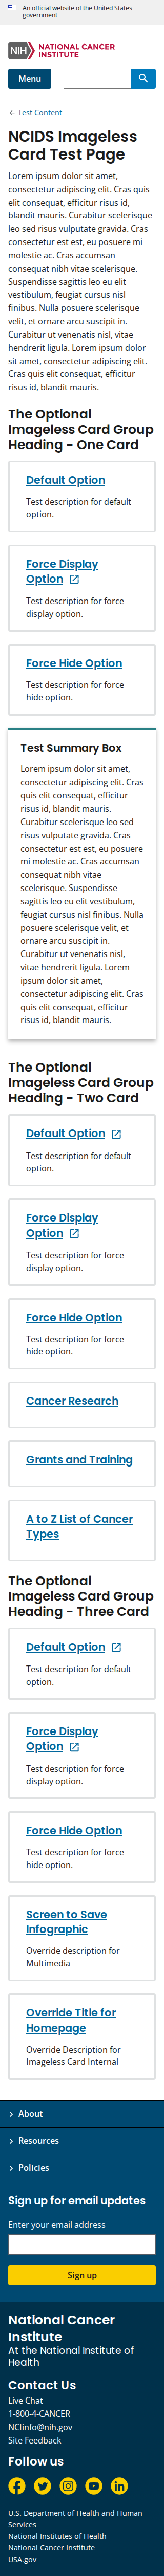 An official website of the United States
government
NIH NATIONAL CANCER
INSTITUTE
Menu
Test Content
NCIDS Imageless
Card Test Page
Lorem ipsum dolor sit amet,
consectetur adipiscing elit. Cras quis
elit quis est consequat, efficitur
risus id, blandit mauris. Curabitur
scelerisque leo sed risus vulputate gravida. Cras
consectetur est eu, posuere mi
molestie ac. Cras accumsan
consequat nibh vitae scelerisque.
Suspendisse sagittis leo eu elit
vestibulum, feugiat cursus nisl
finibus. Nulla posuere scelerisque
velit, et ornare arcu suscipit in.
Curabitur ut venenatis nisl, vitae
hendrerit ligula. Lorem ipsum dolor
sit amet, consectetur adipiscing elit.
Cras quis elit consequat, efficitur
risus id, blandit mauris.
The Optional
Imageless Card Group
Heading - One Card
Default Option
Test description for default
option.
Force Display
Option
Test description for force
display option.
Force Hide Option
Test description for force
hide option.
Test Summary Box
Lorem ipsum dolor sit amet,
consectetur adipiscing elit. Cras
quis elit consequat, efficitur
risus id, blandit mauris.
Curabitur scelerisque leo sed
risus vulputate gravida. Cras
consectetur est eu, posuere
mi molestie ac. Cras accumsan
consequat nibh vitae
scelerisque. Suspendisse
sagittis leo eu elit vestibulum,
feugiat cursus nisl finibus. Nulla
posuere scelerisque velit, et
ornare arcu suscipit in.
Curabitur ut venenatis nisl,
vitae hendrerit ligula. Lorem
ipsum dolor sit amet,
consectetur adipiscing elit. Cras
quis elit consequat, efficitur
risus id, blandit mauris.
The Optional
Imageless Card Group
Heading - Two Card
Default Option
Test description for default
option.
Force Display
Option
Test description for force
display option.
Force Hide Option
Test description for force
hide option.
Cancer Research
Grants and Training
A to Z List of Cancer
Types
The Optional
Imageless Card Group
Heading - Three Card
Default Option
Test description for default
option.
Force Display
Option
Test description for force
display option.
Force Hide Option
Test description for force
hide option.
Screen to Save
Infographic
Override description for
Multimedia
Override Title for
Homepage
Override Description for
Imageless Card Internal
About
Resources
Policies
Sign up for email updates
Enter your email address
Sign up
National Cancer
Institute
At the National Institutes of
Health
Contact Us
Live Chat
1-800-4-CANCER
NCIinfo@nih.gov
Site Feedback
Follow us
U.S. Department of Health and Human
Services
National Institutes of Health
National Cancer Institute
USA.gov